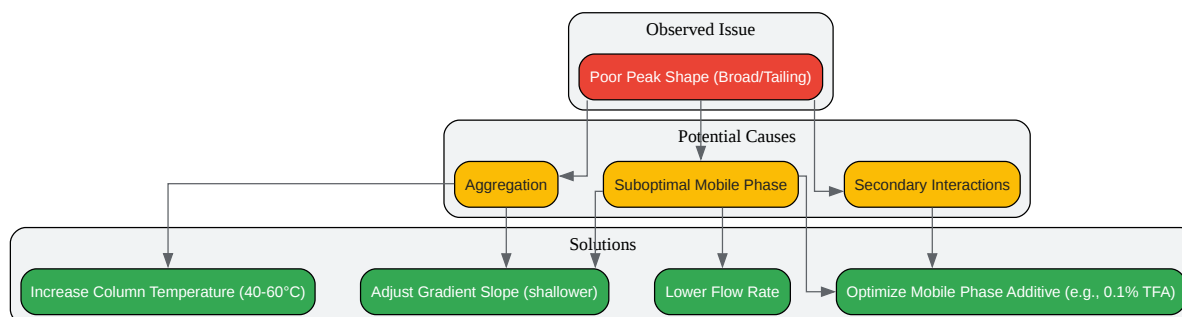 Observed Issue
Poor Peak Shape (Broad/Tailing)
Potential Causes
Aggregation
Suboptimal Mobile Phase
Secondary Interactions
Solutions
Increase Column Temperature (40-60°C)
Adjust Gradient Slope (shallower)
Lower Flow Rate
Optimize Mobile Phase Additive (e.g., 0.1% TFA)